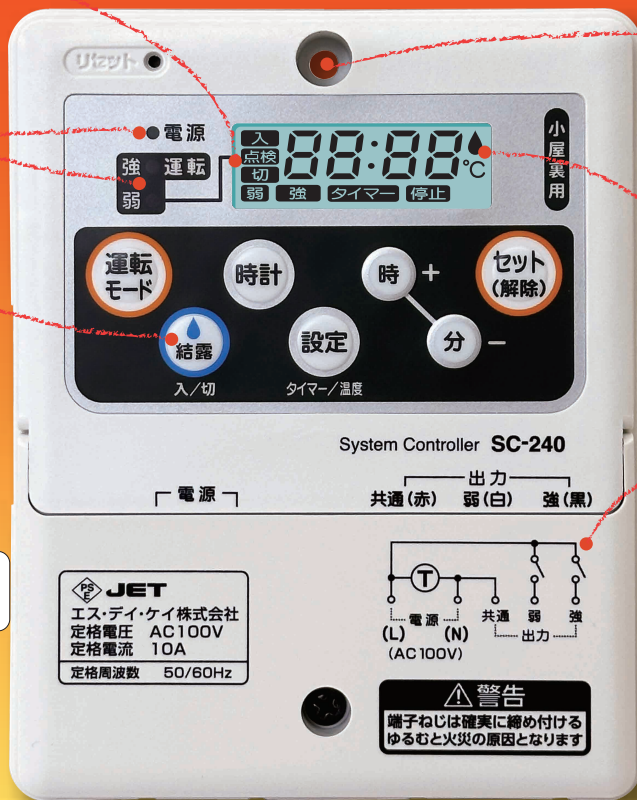 リセット
電源
強 運転
弱
入
点検
切
88:88
℃
弱 強 タイマー 停止
小屋裏用
運転
モード
時計
時 +
セット
(解除)
結露
設定
分 −
入/切
タイマー/温度
System Controller SC-240
電源
出力
共通(赤) 弱(白) 強(黒)
T
電源
(L) (N)
(AC100V)
共通 弱 強
出力
PS
E
JET
エス・デイ・ケイ株式会社
定格電圧 AC100V
定格電流 10A
定格周波数 50/60Hz
警告
端子ねじは確実に締め付ける
ゆるむと火災の原因となります